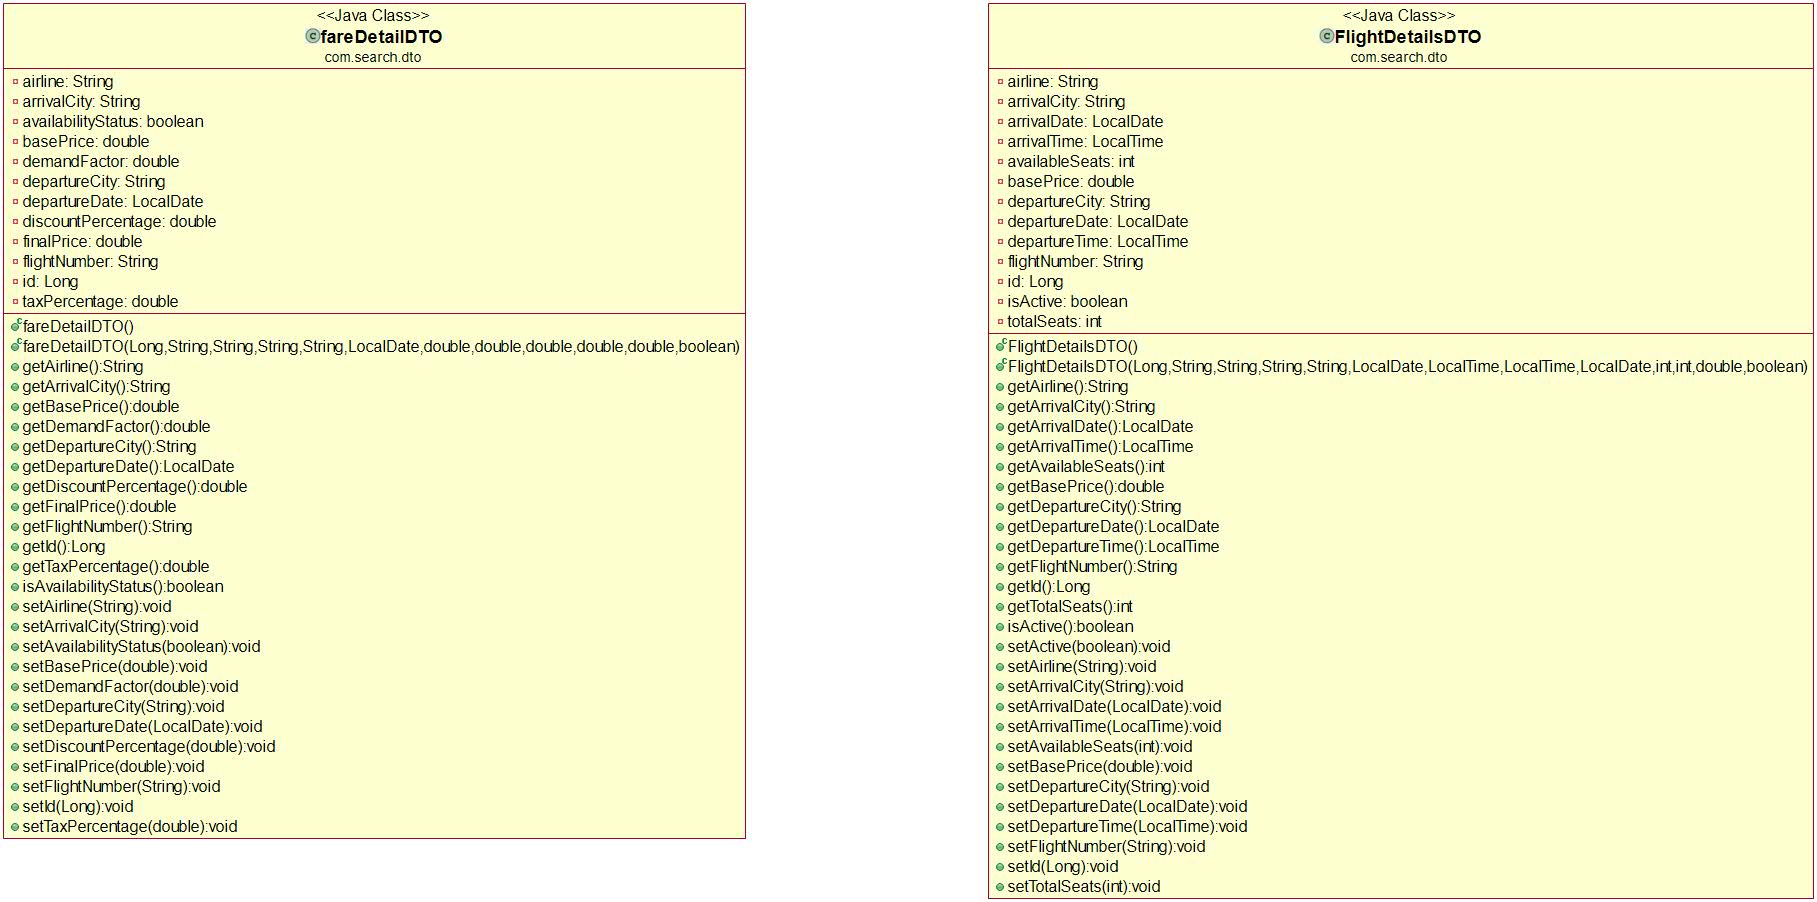 <<Java Class>>
fareDetailDTO
com.search.dto
airline: String
arrivalCity: String
availabilityStatus: boolean
basePrice: double
demandFactor: double
departureCity: String
departureDate: LocalDate
discountPercentage: double
finalPrice: double
flightNumber: String
id: Long
taxPercentage: double
fareDetailDTO()
fareDetailDTO(Long,String,String,String,String,LocalDate,double,double,double,double,double,boolean)
getAirline():String
getArrivalCity():String
getBasePrice():double
getDemandFactor():double
getDepartureCity():String
getDepartureDate():LocalDate
getDiscountPercentage():double
getFinalPrice():double
getFlightNumber():String
getId():Long
getTaxPercentage():double
isAvailabilityStatus():boolean
setAirline(String):void
setArrivalCity(String):void
setAvailabilityStatus(boolean):void
setBasePrice(double):void
setDemandFactor(double):void
setDepartureCity(String):void
setDepartureDate(LocalDate):void
setDiscountPercentage(double):void
setFinalPrice(double):void
setFlightNumber(String):void
setId(Long):void
setTaxPercentage(double):void
<<Java Class>>
FlightDetailsDTO
com.search.dto
airline: String
arrivalCity: String
arrivalDate: LocalDate
arrivalTime: LocalTime
availableSeats: int
basePrice: double
departureCity: String
departureDate: LocalDate
departureTime: LocalTime
flightNumber: String
id: Long
isActive: boolean
totalSeats: int
FlightDetailsDTO()
FlightDetailsDTO(Long,String,String,String,String,LocalDate,LocalTime,LocalTime,LocalDate,int,int,double,boolean)
getAirline():String
getArrivalCity():String
getArrivalDate():LocalDate
getArrivalTime():LocalTime
getAvailableSeats():int
getBasePrice():double
getDepartureCity():String
getDepartureDate():LocalDate
getDepartureTime():LocalTime
getFlightNumber():String
getId():Long
getTotalSeats():int
isActive():boolean
setActive(boolean):void
setAirline(String):void
setArrivalCity(String):void
setArrivalDate(LocalDate):void
setArrivalTime(LocalTime):void
setAvailableSeats(int):void
setBasePrice(double):void
setDepartureCity(String):void
setDepartureDate(LocalDate):void
setDepartureTime(LocalTime):void
setFlightNumber(String):void
setId(Long):void
setTotalSeats(int):void